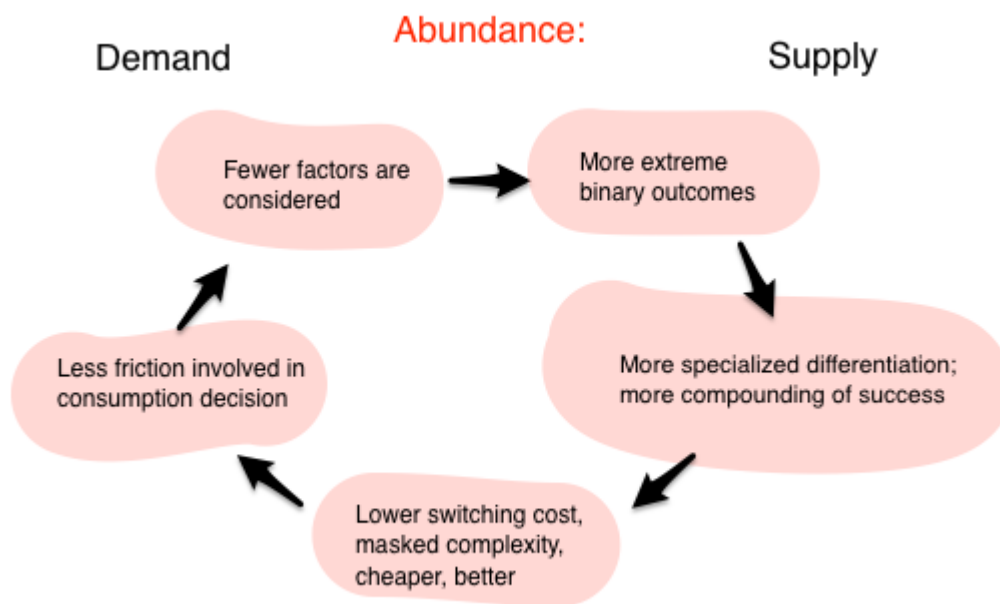 Abundance:
Demand
Supply
Fewer factors are
considered
More extreme
binary outcomes
More specialized differentiation;
more compounding of success
Lower switching cost,
masked complexity,
cheaper, better
Less friction involved in
consumption decision